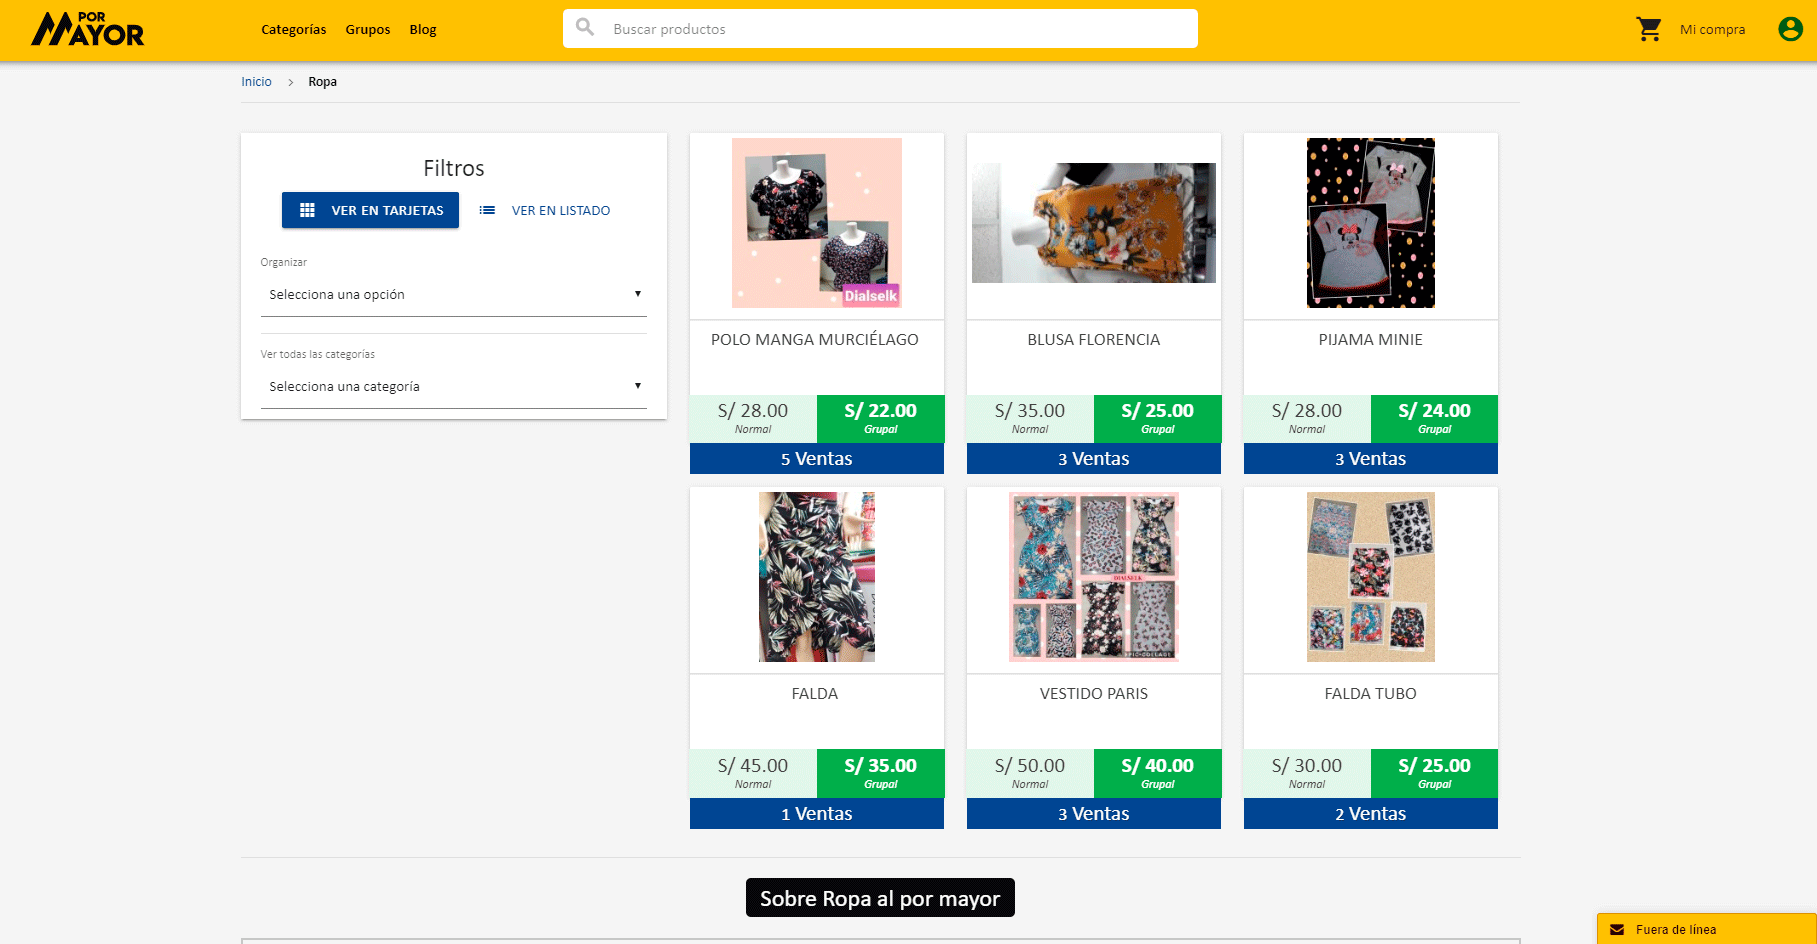 POR
MAYOR
Categorías
Grupos
Blog
Buscar productos
Mi compra
Inicio
Ropa
Filtros
VER EN TARJETAS
VER EN LISTADO
Organizar
Selecciona una opción
Ver todas las categorías
Selecciona una categoría
Dialselk
POLO MANGA MURCIÉLAGO
S/ 28.00
Normal
S/ 22.00
Grupal
5 Ventas
BLUSA FLORENCIA
S/ 35.00
Normal
S/ 25.00
Grupal
3 Ventas
PIJAMA MINIE
S/ 28.00
Normal
S/ 24.00
Grupal
3 Ventas
FALDA
S/ 45.00
Normal
S/ 35.00
Grupal
1 Ventas
DIALSELK
EPIC COLLAGE
VESTIDO PARIS
S/ 50.00
Normal
S/ 40.00
Grupal
3 Ventas
FALDA TUBO
S/ 30.00
Normal
S/ 25.00
Grupal
2 Ventas
Sobre Ropa al por mayor
Fuera de línea